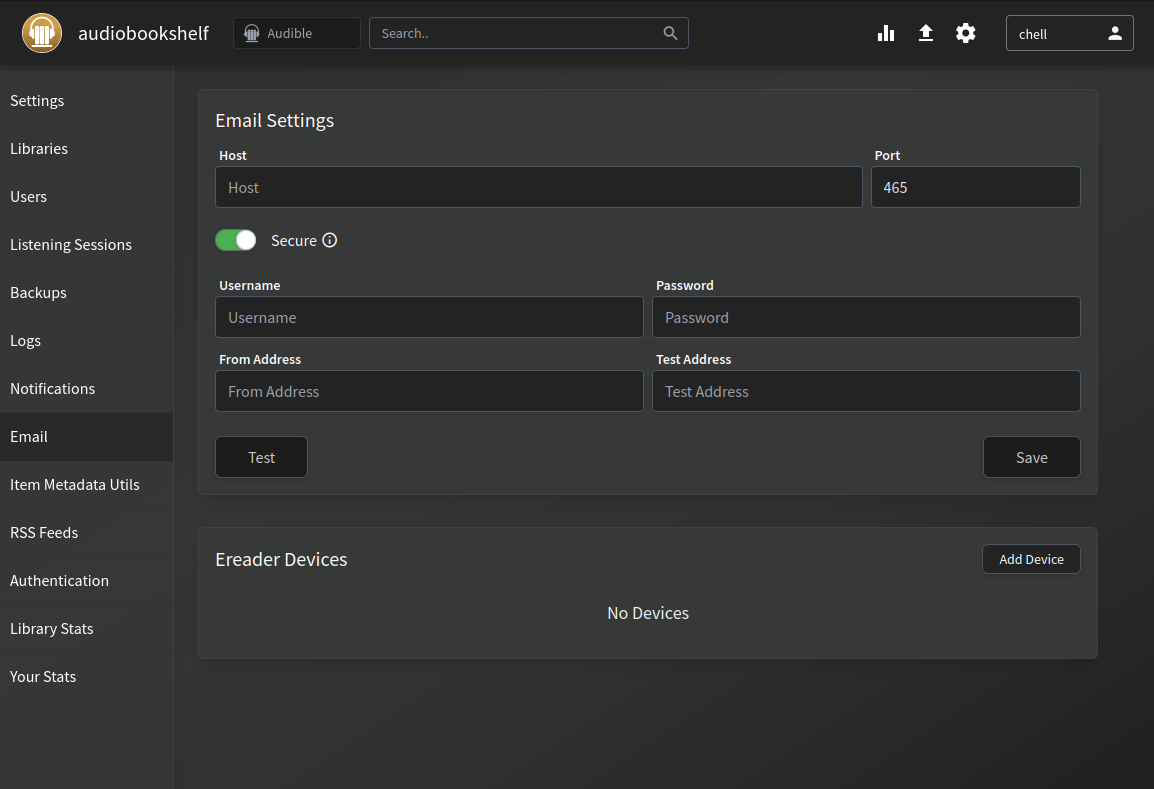 audiobookshelf
Audible
Search..
chell
Settings
Libraries
Users
Listening Sessions
Backups
Logs
Notifications
Email
Item Metadata Utils
RSS Feeds
Authentication
Library Stats
Your Stats
Email Settings
Host Port
Host 465
Secure
Username Password
Username Password
From Address Test Address
From Address Test Address
Test Save
Ereader Devices Add Device
No Devices